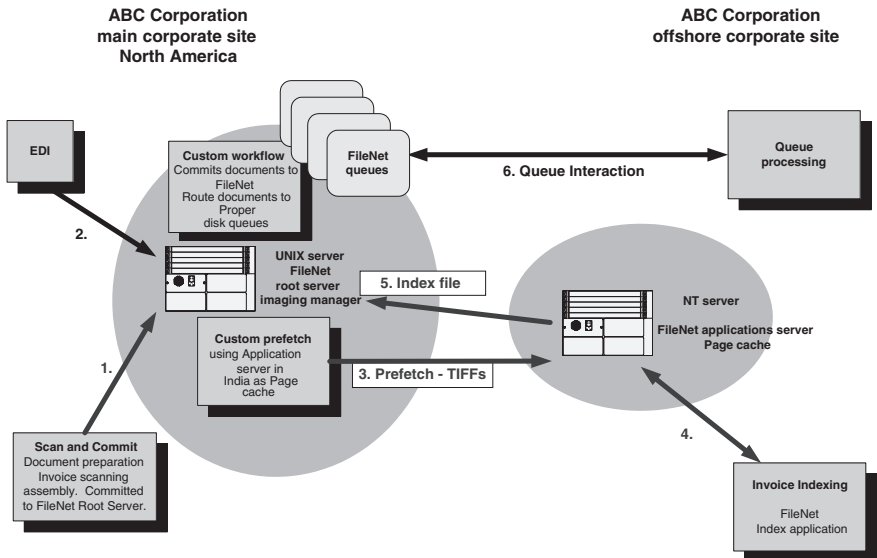 ABC Corporation
main corporate site
North America
ABC Corporation
offshore corporate site
EDI
Custom workflow
Commits documents to
FileNet
Route documents to
Proper
disk queues
FileNet
queues
6. Queue Interaction
Queue
processing
2.
UNIX server
FileNet
root server
imaging manager
5. Index file
NT server
FileNet applications server
Page cache
Custom prefetch
using Application
server in
India as Page
cache
3. Prefetch - TIFFs
1.
4.
Scan and Commit
Document preparation
Invoice scanning
assembly. Committed
to FileNet Root Server.
Invoice Indexing
FileNet
Index application